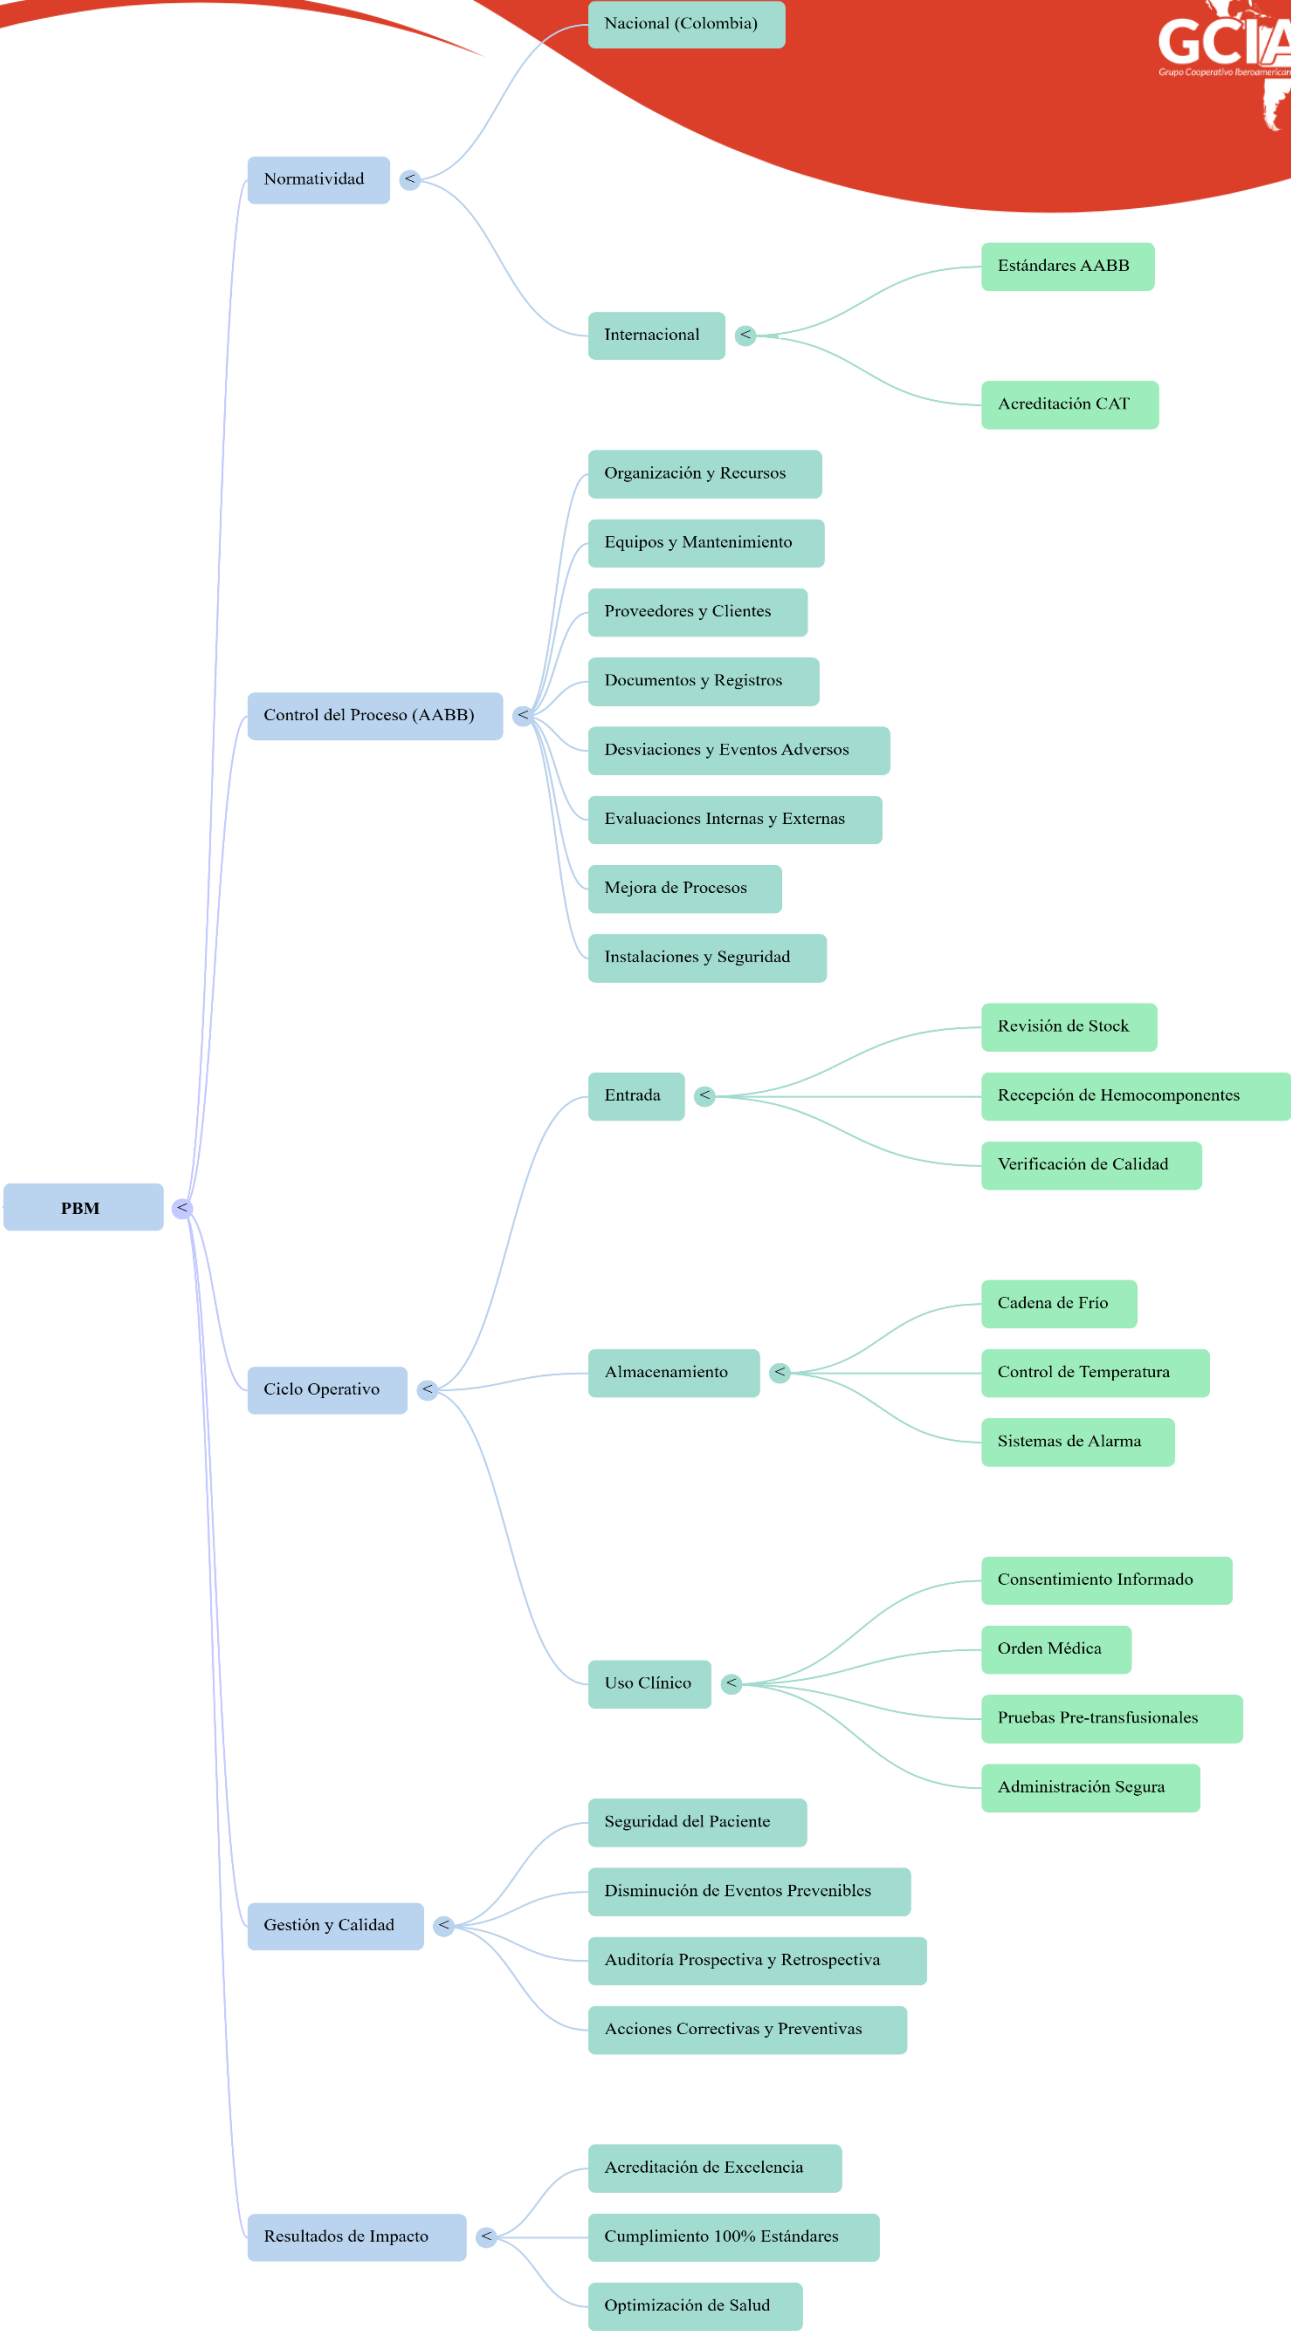 Nacional (Colombia)
GCIA
Grupo Cooperativo Iberoamerican
Normatividad
<
Estándares AABB
Internacional
<
Acreditación CAT
Organización y Recursos
Equipos y Mantenimiento
Proveedores y Clientes
Documentos y Registros
Control del Proceso (AABB)
<
Desviaciones y Eventos Adversos
Evaluaciones Internas y Externas
Mejora de Procesos
Instalaciones y Seguridad
Revisión de Stock
Entrada
<
Recepción de Hemocomponentes
Verificación de Calidad
PBM
<
Cadena de Frío
Almacenamiento
<
Control de Temperatura
Ciclo Operativo
<
Sistemas de Alarma
Consentimiento Informado
Orden Médica
Uso Clínico
<
Pruebas Pre-transfusionales
Administración Segura
Seguridad del Paciente
Disminución de Eventos Prevenibles
Gestión y Calidad
<
Auditoría Prospectiva y Retrospectiva
Acciones Correctivas y Preventivas
Acreditación de Excelencia
Resultados de Impacto
<
Cumplimiento 100% Estándares
Optimización de Salud